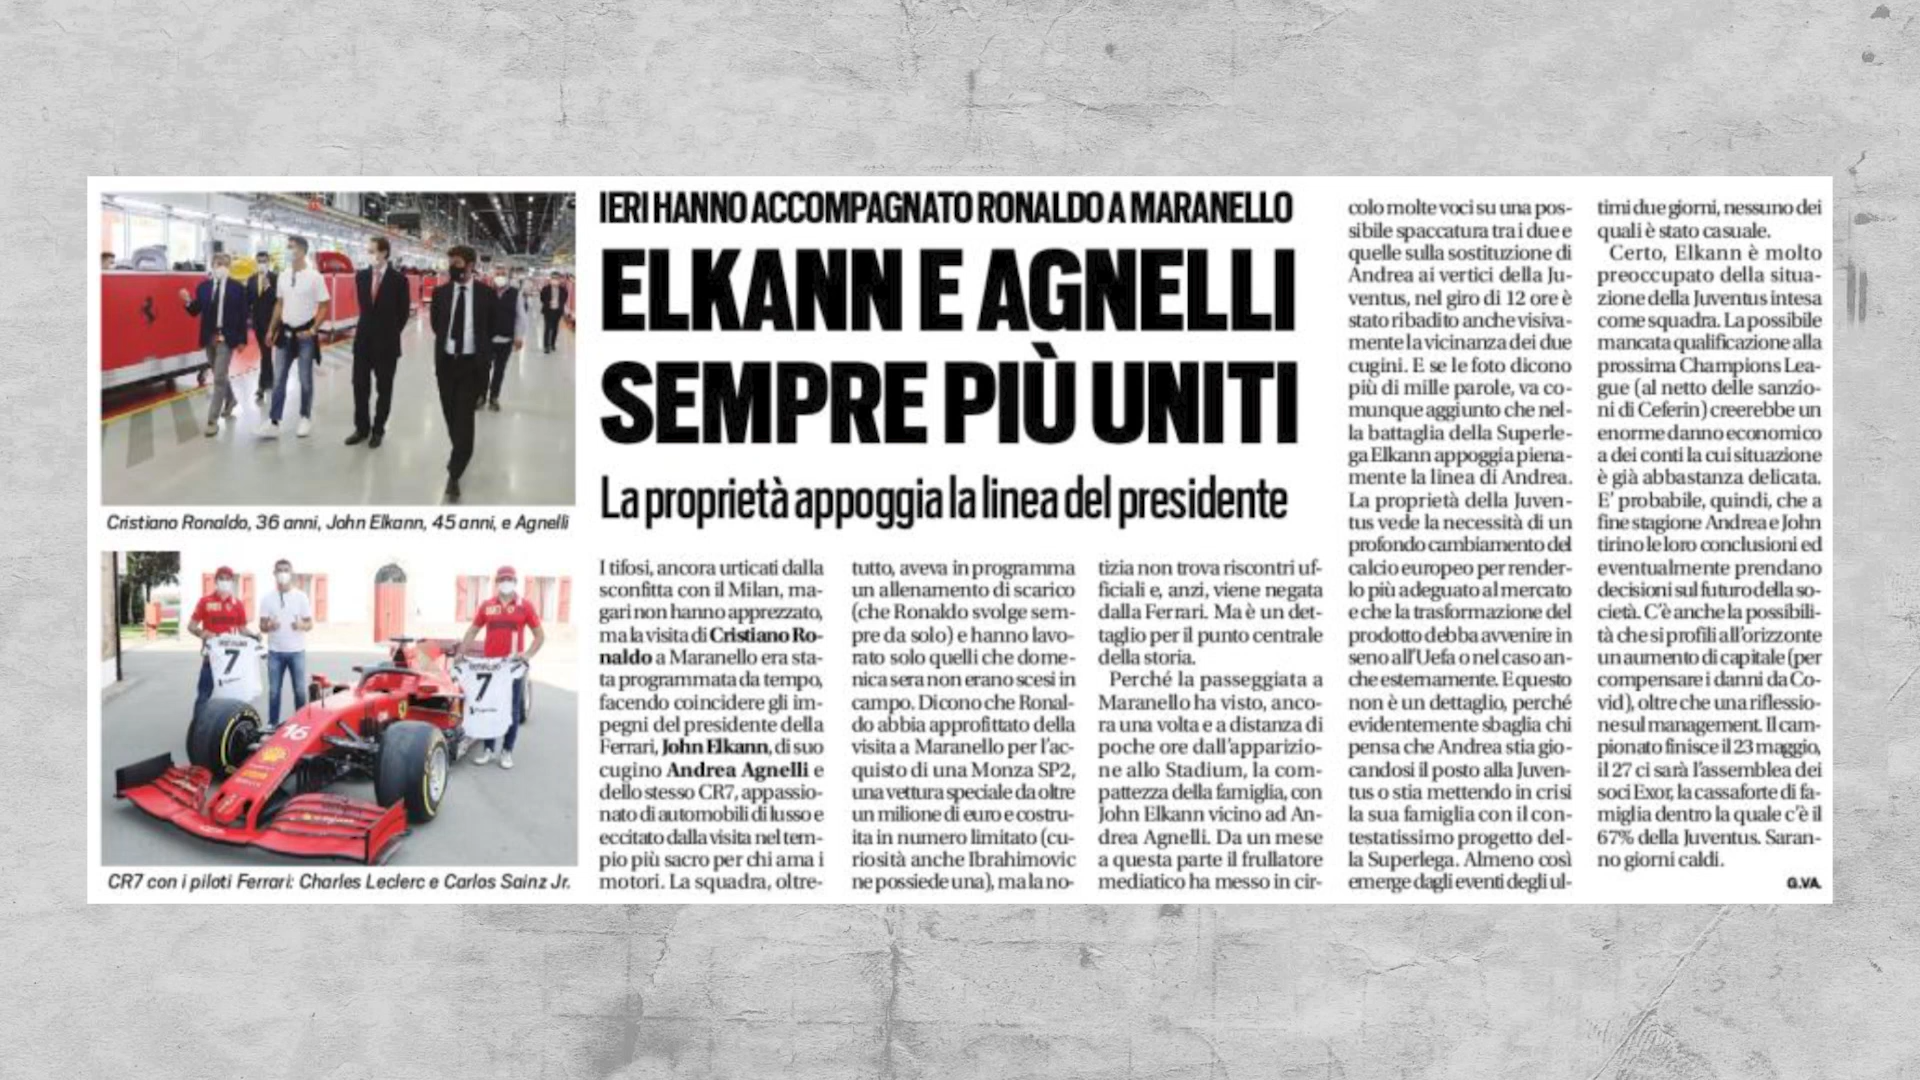 IERI HANNO ACCOMPAGNATO RONALDO A MARANELLO
ELKANN E AGNELLI
SEMPRE PIÙ UNITI
La proprietà appoggia la linea del presidente
Cristiano Ronaldo, 36 anni, John Elkann, 45 anni, e Agnelli
7
7
16
CR7 con i piloti Ferrari: Charles Leclerc e Carlos Sainz Jr.
I tifosi, ancora urticati dalla
sconfitta con il Milan, ma-
gari non hanno apprezzato,
ma la visita di Cristiano Ro-
naldo a Maranello era sta-
ta programmata da tempo,
facendo coincidere gli im-
pegni del presidente della
Ferrari, John Elkann, di suo
cugino Andrea Agnelli e
dello stesso CR7, appassio-
nato di automobili di lusso e
eccitato dalla visita nel tem-
pio più sacro per chi ama i
motori. La squadra, oltre-
tutto, aveva in programma
un allenamento di scarico
(che Ronaldo svolge sem-
pre da solo) e hanno lavo-
rato solo quelli che dome-
nica sera non erano scesi in
campo. Dicono che Ronal-
do abbia approfittato della
visita a Maranello per l'ac-
quisto di una Monza SP2,
una vettura speciale da oltre
un milione di euro e costru-
ita in numero limitato (cu-
riosità anche Ibrahimovic
ne possiede una), ma la no-
tizia non trova riscontri uf-
ficiali e, anzi, viene negata
dalla Ferrari. Ma è un det-
taglio per il punto centrale
della storia.
Perché la passeggiata a
Maranello ha visto, anco-
ra una volta e a distanza di
poche ore dall'apparizio-
ne allo Stadium, la com-
pattezza della famiglia, con
John Elkann vicino ad An-
drea Agnelli. Da un mese
a questa parte il frullatore
mediatico ha messo in cir-
colo molte voci su una pos-
sibile spaccatura tra i due e
quelle sulla sostituzione di
Andrea ai vertici della Ju-
ventus, nel giro di 12 ore è
stato ribadito anche visiva-
mente la vicinanza dei due
cugini. E se le foto dicono
più di mille parole, va co-
munque aggiunto che nel-
la battaglia della Superle-
ga Elkann appoggia piena-
mente la linea di Andrea.
La proprietà della Juven-
tus vede la necessità di un
profondo cambiamento del
calcio europeo per render-
lo più adeguato al mercato
e che la trasformazione del
prodotto debba avvenire in
seno all'Uefa o nel caso an-
che esternamente. E questo
non è un dettaglio, perché
evidentemente sbaglia chi
pensa che Andrea stia gio-
candosi il posto alla Juven-
tus o stia mettendo in crisi
la sua famiglia con il con-
testatissimo progetto del-
la Superlega. Almeno così
emerge dagli eventi degli ul-
timi due giorni, nessuno dei
quali è stato casuale.
Certo, Elkann è molto
preoccupato della situa-
zione della Juventus intesa
come squadra. La possibile
mancata qualificazione alla
prossima Champions Lea-
gue (al netto delle sanzio-
ni di Ceferin) creerebbe un
enorme danno economico
a dei conti la cui situazione
è già abbastanza delicata.
E' probabile, quindi, che a
fine stagione Andrea e John
tirino le loro conclusioni ed
eventualmente prendano
decisioni sul futuro della so-
cietà. C'è anche la possibili-
tà che si profili all'orizzonte
un aumento di capitale (per
compensare i danni da Co-
vid), oltre che una riflessio-
ne sul management. Il cam-
pionato finisce il 23 maggio,
il 27 ci sarà l'assemblea dei
soci Exor, la cassaforte di fa-
miglia dentro la quale c'è il
67% della Juventus. Saran-
no giorni caldi.
G.VA.